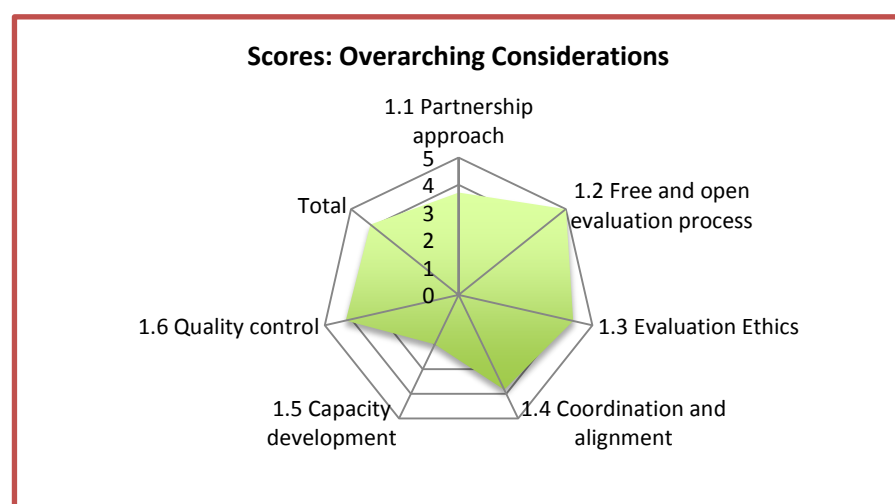 Scores: Overarching Considerations
1.1 Partnership
approach
5
4
3
2
1
0
1.2 Free and open
evaluation process
1.3 Evaluation Ethics
1.4 Coordination and
alignment
1.5 Capacity
development
1.6 Quality control
Total